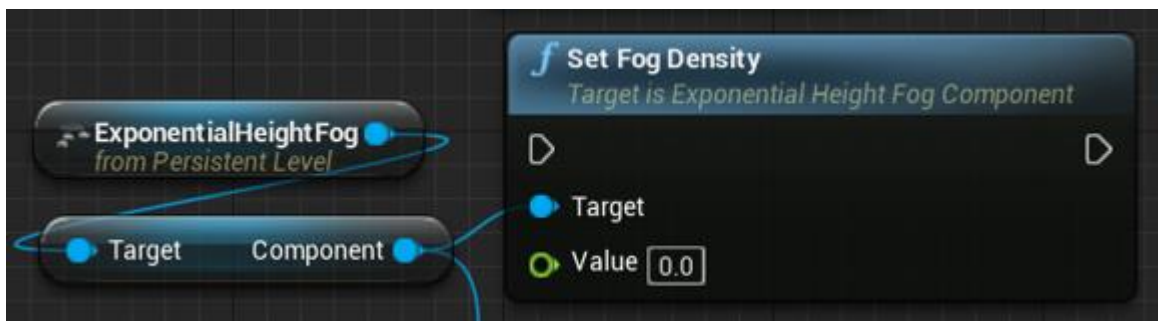 f Set Fog Density
Target is Exponential Height Fog Component
ExponentialHeightFog
from Persistent Level
Target
Target Component
Value 0.0